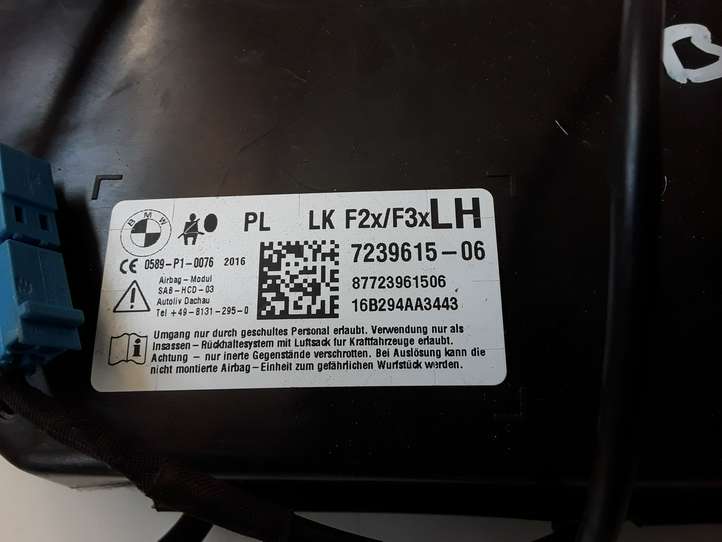 BMW
PL LK F2x/F3xLH
CE 0589-P1-0076 2016
7239615-06
Airbag-Modul
SAB-HCD-03
Autoliv Dachau
Tel +49-8131-295-0
87723961506
16B294AA3443
Umgang nur durch geschultes Personal erlaubt. Verwendung nur als
Insassen-Rückhaltesystem mit Luftsack für Kraftfahrzeuge erlaubt.
Achtung - nur inerte Gegenstände verschrotten. Bei Auslösung kann die
nicht montierte Airbag-Einheit zum gefährlichen Wurfstück werden.